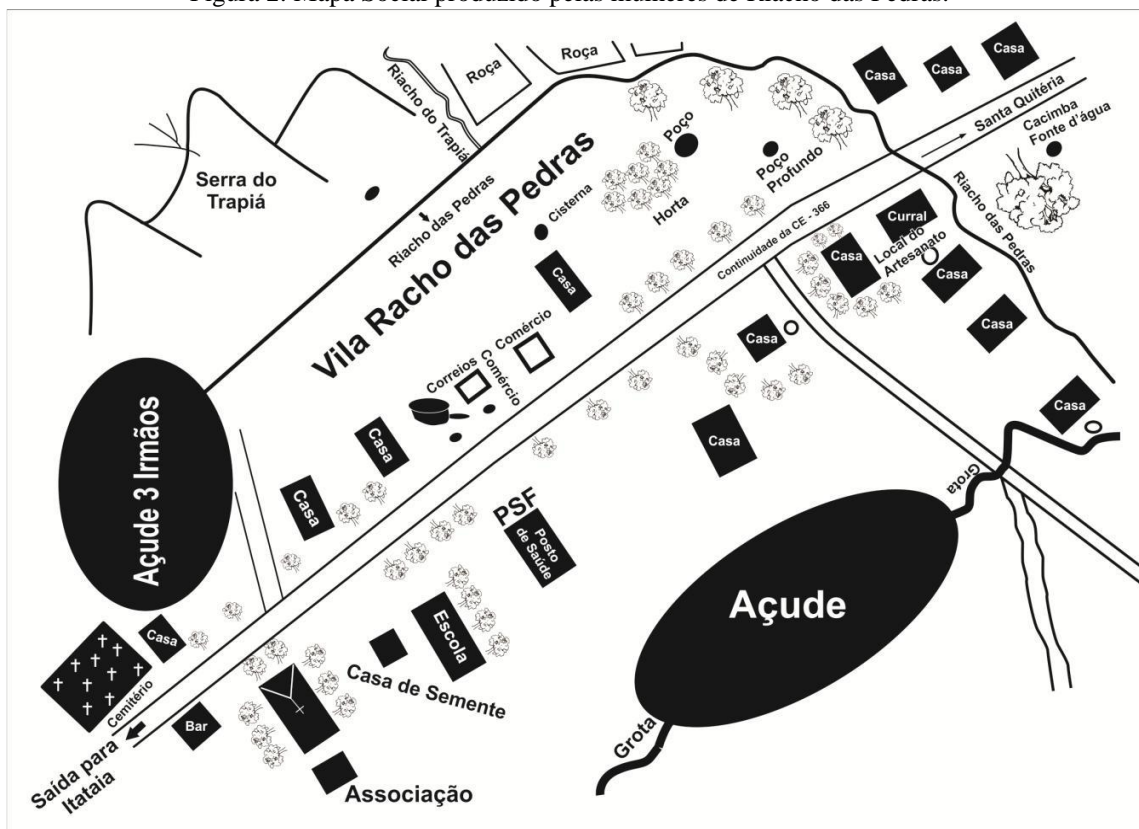 Figura 2: Mapa Social produzido pelas mulheres de Riacho das Pedras.
Roça
Roça
Riacho do Trapiá
Serra do
Trapiá
Riacho das Pedras
Vila Racho das Pedras
Cisterna
Poço
Horta
Poço
Profundo
Casa
Casa
Casa
Santa Quitéria
Cacimba
Fonte d'água
Riacho das Pedras
Continuidade da CE - 366
Curral
Local do
Artesanato
Casa
Casa
Casa
Casa
Casa
Casa
Casa
Comércio
Comércio
Correios
Casa
Casa
Açude 3 Irmãos
PSF
Posto
de Saúde
Escola
Casa de Semente
Açude
Grota
Grota
Casa
Cemitério
Bar
Associação
Saída para
Itataia